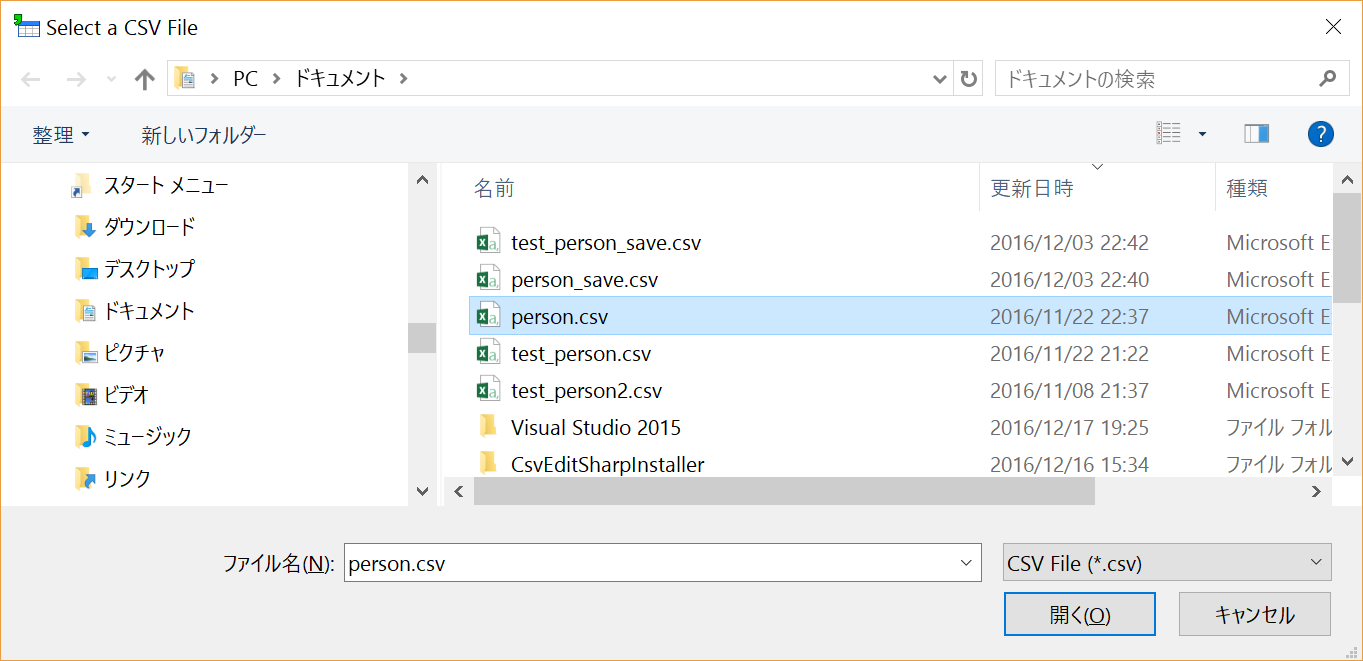 Select a CSV File
PC ドキュメント
ドキュメントの検索
整理 新しいフォルダー
?
スタート メニュー
ダウンロード
デスクトップ
ドキュメント
ピクチャ
ビデオ
ミュージック
リンク
名前 更新日時 種類
test_person_save.csv 2016/12/03 22:42 Microsoft E
person_save.csv 2016/12/03 22:40 Microsoft E
person.csv 2016/11/22 22:37 Microsoft E
test_person.csv 2016/11/22 21:22 Microsoft E
test_person2.csv 2016/11/08 21:37 Microsoft E
Visual Studio 2015 2016/12/17 19:25 ファイル フォル
CsvEditSharpInstaller 2016/12/16 15:34 ファイル フォル
ファイル名(N): person.csv CSV File (*.csv)
開く(O) キャンセル